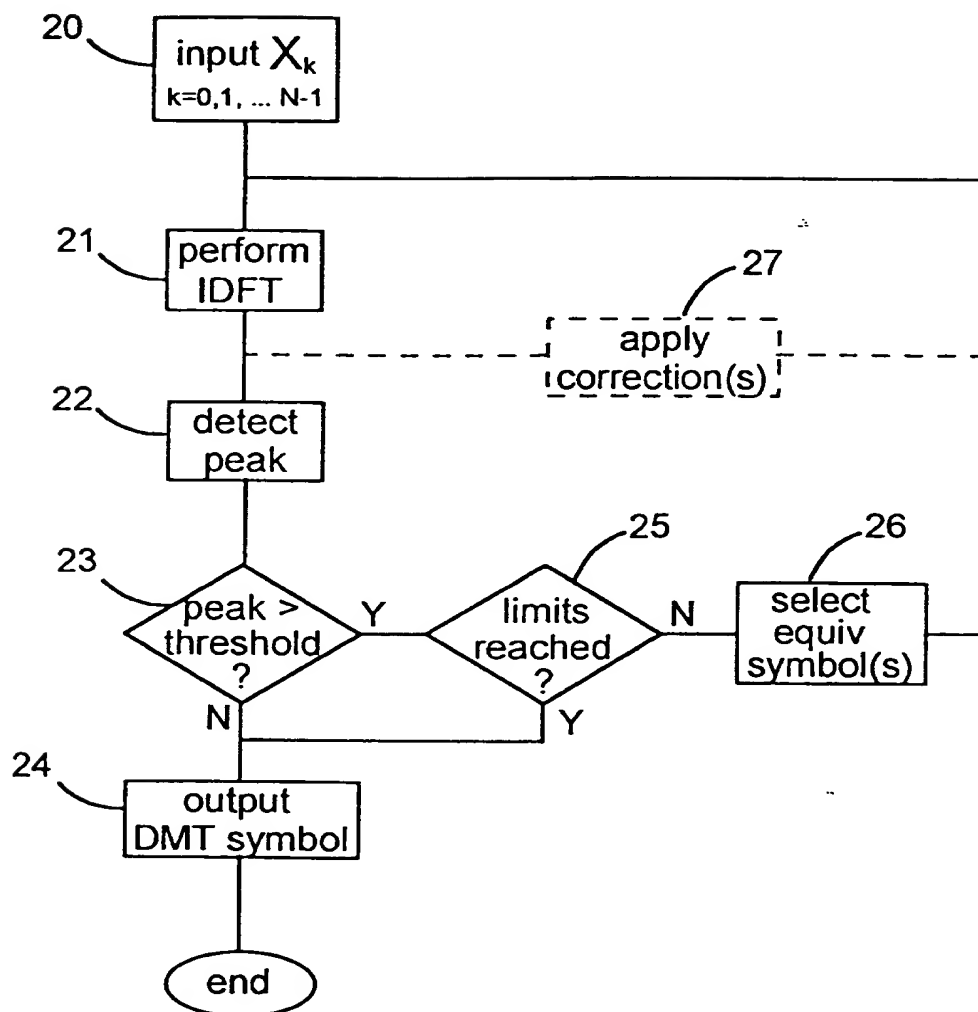 20
input Xk
k=0,1, ... N-1
21
perform
IDFT
27
apply
correction(s)
22
detect
peak
23
peak >
threshold
?
Y
N
25
limits
reached
?
N
Y
26
select
equiv
symbol(s)
24
output
DMT symbol
end